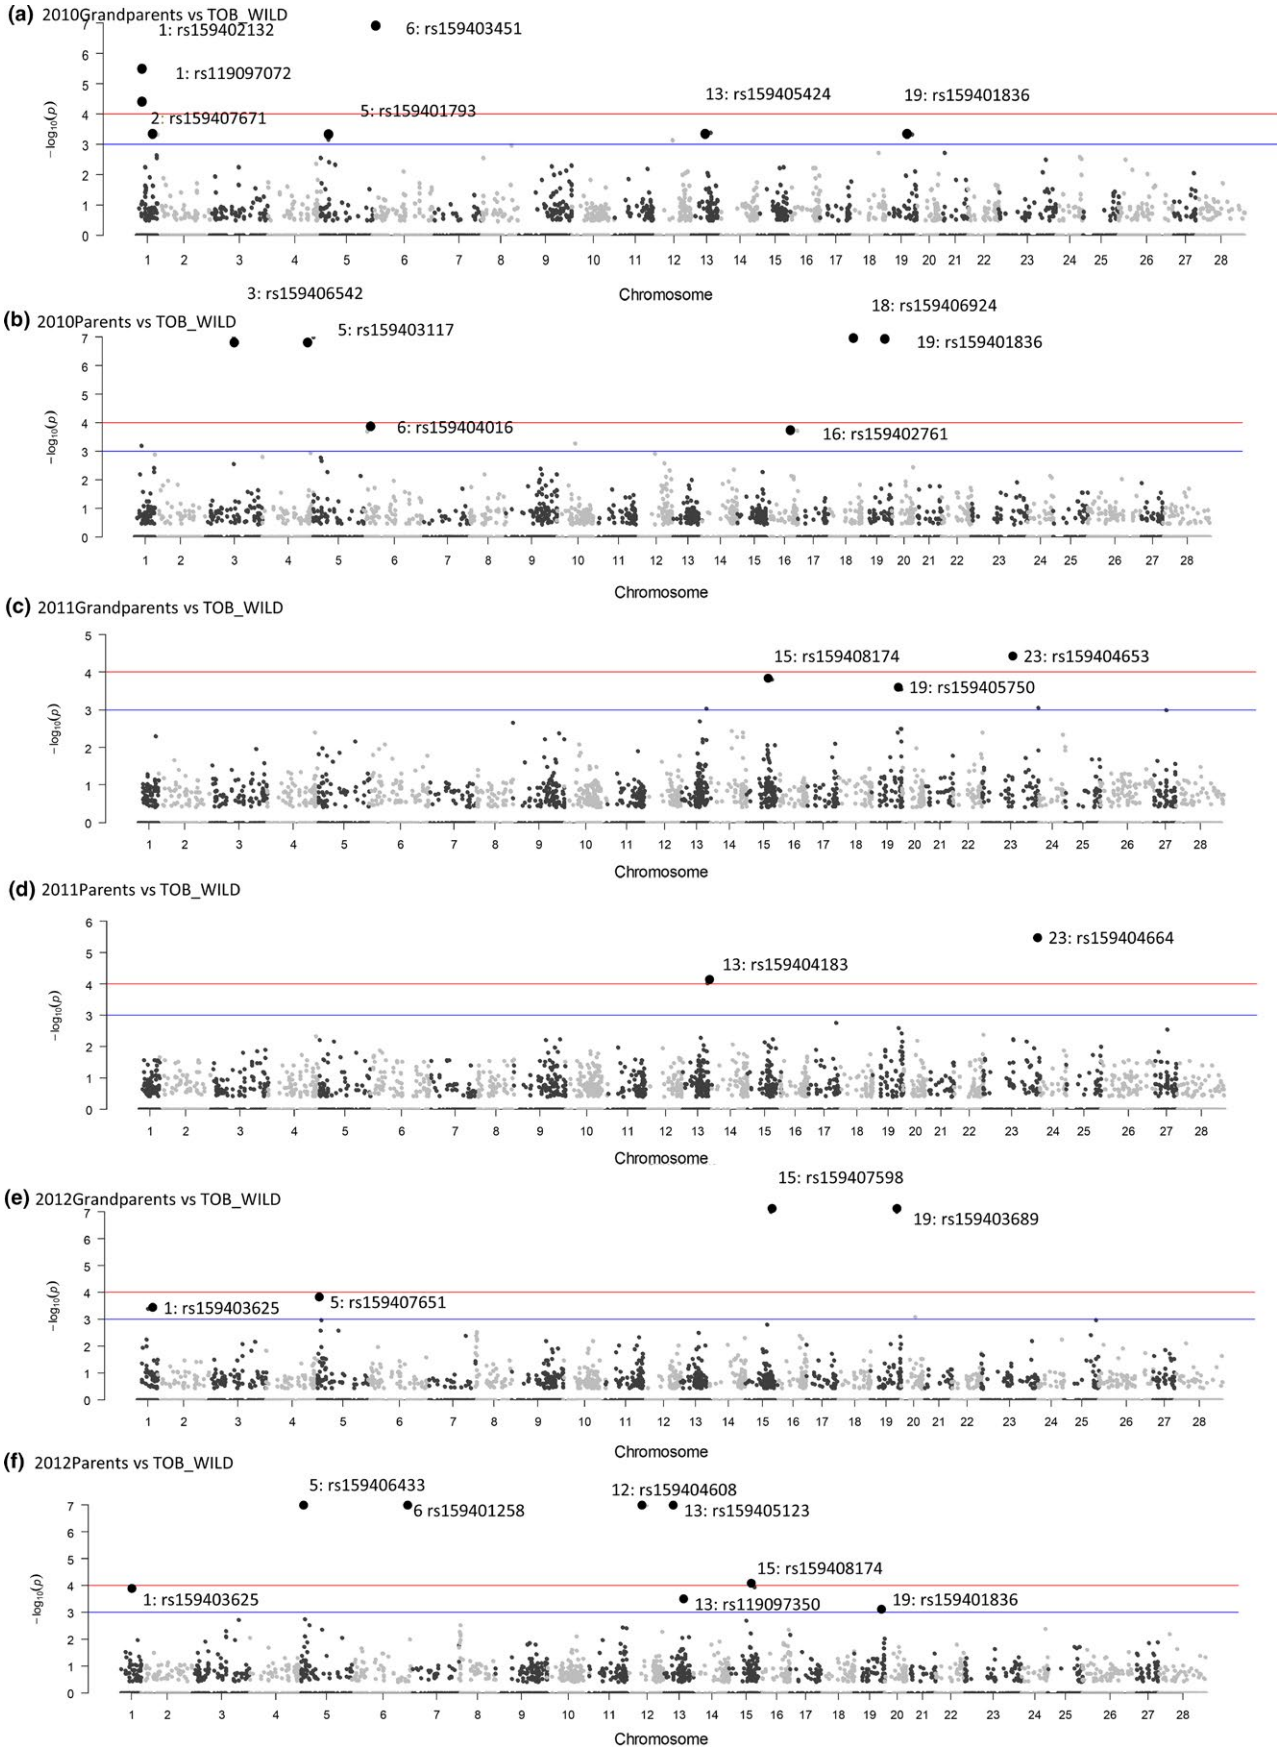 (a) 2010Grandparents vs TOB_WILD
1: rs159402132
6: rs159403451
1: rs119097072
2: rs159407671
5: rs159401793
13: rs159405424
19: rs159401836
−log10(p)
7
6
5
4
3
2
1
0
1 2 3 4 5 6 7 8 9 10 11 12 13 14 15 16 17 18 19 20 21 22 23 24 25 26 27 28
Chromosome
(b) 2010Parents vs TOB_WILD
3: rs159406542
5: rs159403117
18: rs159406924
19: rs159401836
6: rs159404016
16: rs159402761
−log10(p)
7
6
5
4
3
2
1
0
1 2 3 4 5 6 7 8 9 10 11 12 13 14 15 16 17 18 19 20 21 22 23 24 25 26 27 28
Chromosome
(c) 2011Grandparents vs TOB_WILD
15: rs159408174
23: rs159404653
19: rs159405750
−log10(p)
5
4
3
2
1
0
1 2 3 4 5 6 7 8 9 10 11 12 13 14 15 16 17 18 19 20 21 22 23 24 25 26 27 28
Chromosome
(d) 2011Parents vs TOB_WILD
23: rs159404664
13: rs159404183
−log10(p)
6
5
4
3
2
1
0
1 2 3 4 5 6 7 8 9 10 11 12 13 14 15 16 17 18 19 20 21 22 23 24 25 26 27 28
Chromosome
(e) 2012Grandparents vs TOB_WILD
15: rs159407598
19: rs159403689
1: rs159403625
5: rs159407651
−log10(p)
7
6
5
4
3
2
1
0
1 2 3 4 5 6 7 8 9 10 11 12 13 14 15 16 17 18 19 20 21 22 23 24 25 26 27 28
Chromosome
(f) 2012Parents vs TOB_WILD
5: rs159406433
6 rs159401258
12: rs159404608
13: rs159405123
15: rs159408174
1: rs159403625
13: rs119097350
19: rs159401836
−log10(p)
7
6
5
4
3
2
1
0
1 2 3 4 5 6 7 8 9 10 11 12 13 14 15 16 17 18 19 20 21 22 23 24 25 27 28
Chromosome